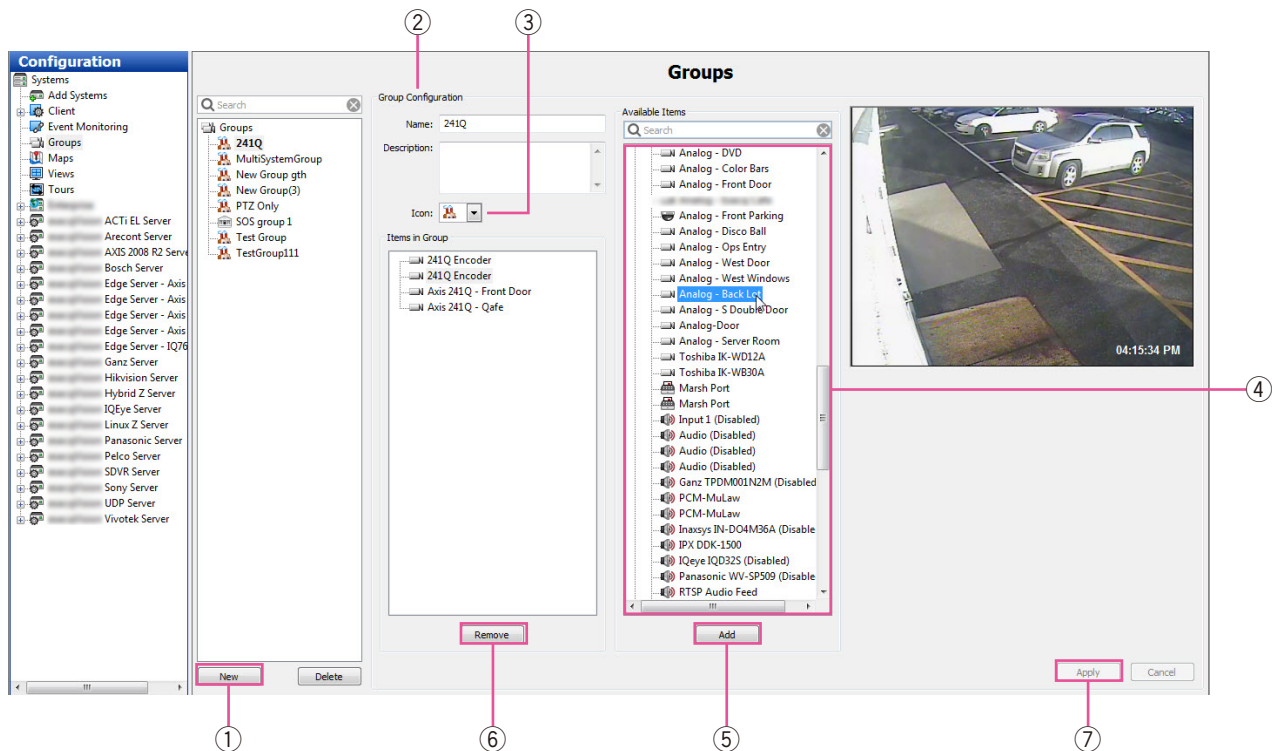 ② ③
Configuration
Systems
Add Systems
Client
Event Monitoring
Groups
Maps
Views
Tours
ACTi EL Server
Arecont Server
AXIS 2008 R2 Serve
Bosch Server
Edge Server - Axis
Edge Server - Axis
Edge Server - Axis
Edge Server - Axis
Edge Server - IQ76
Ganz Server
Hikvision Server
Hybrid Z Server
IQEye Server
Linux Z Server
Panasonic Server
Pelco Server
SDVR Server
Sony Server
UDP Server
Vivotek Server
Groups
Search
Groups
241Q
MultiSystemGroup
New Group gth
New Group(3)
PTZ Only
SOS group 1
Test Group
TestGroup111
New
Delete
Group Configuration
Name: 241Q
Description:
Icon:
Items in Group
241Q Encoder
241Q Encoder
Axis 241Q - Front Door
Axis 241Q - Qafe
Remove
Available Items
Search
Analog - DVD
Analog - Color Bars
Analog - Front Door
Analog - Front Parking
Analog - Disco Ball
Analog - Ops Entry
Analog - West Door
Analog - West Windows
Analog - Back Lot
Analog - S Double Door
Analog-Door
Analog - Server Room
Toshiba IK-WD12A
Toshiba IK-WB30A
Marsh Port
Marsh Port
Input 1 (Disabled)
Audio (Disabled)
Audio (Disabled)
Audio (Disabled)
Ganz TPDM001N2M (Disabled
PCM-MuLaw
PCM-MuLaw
Inaxsys IN-DO4M36A (Disable
IPX DDK-1500
IQeye IQD32S (Disabled)
Panasonic WV-SP509 (Disable
RTSP Audio Feed
Add
04:15:34 PM
④
Apply
Cancel
① ⑥ ⑤ ⑦